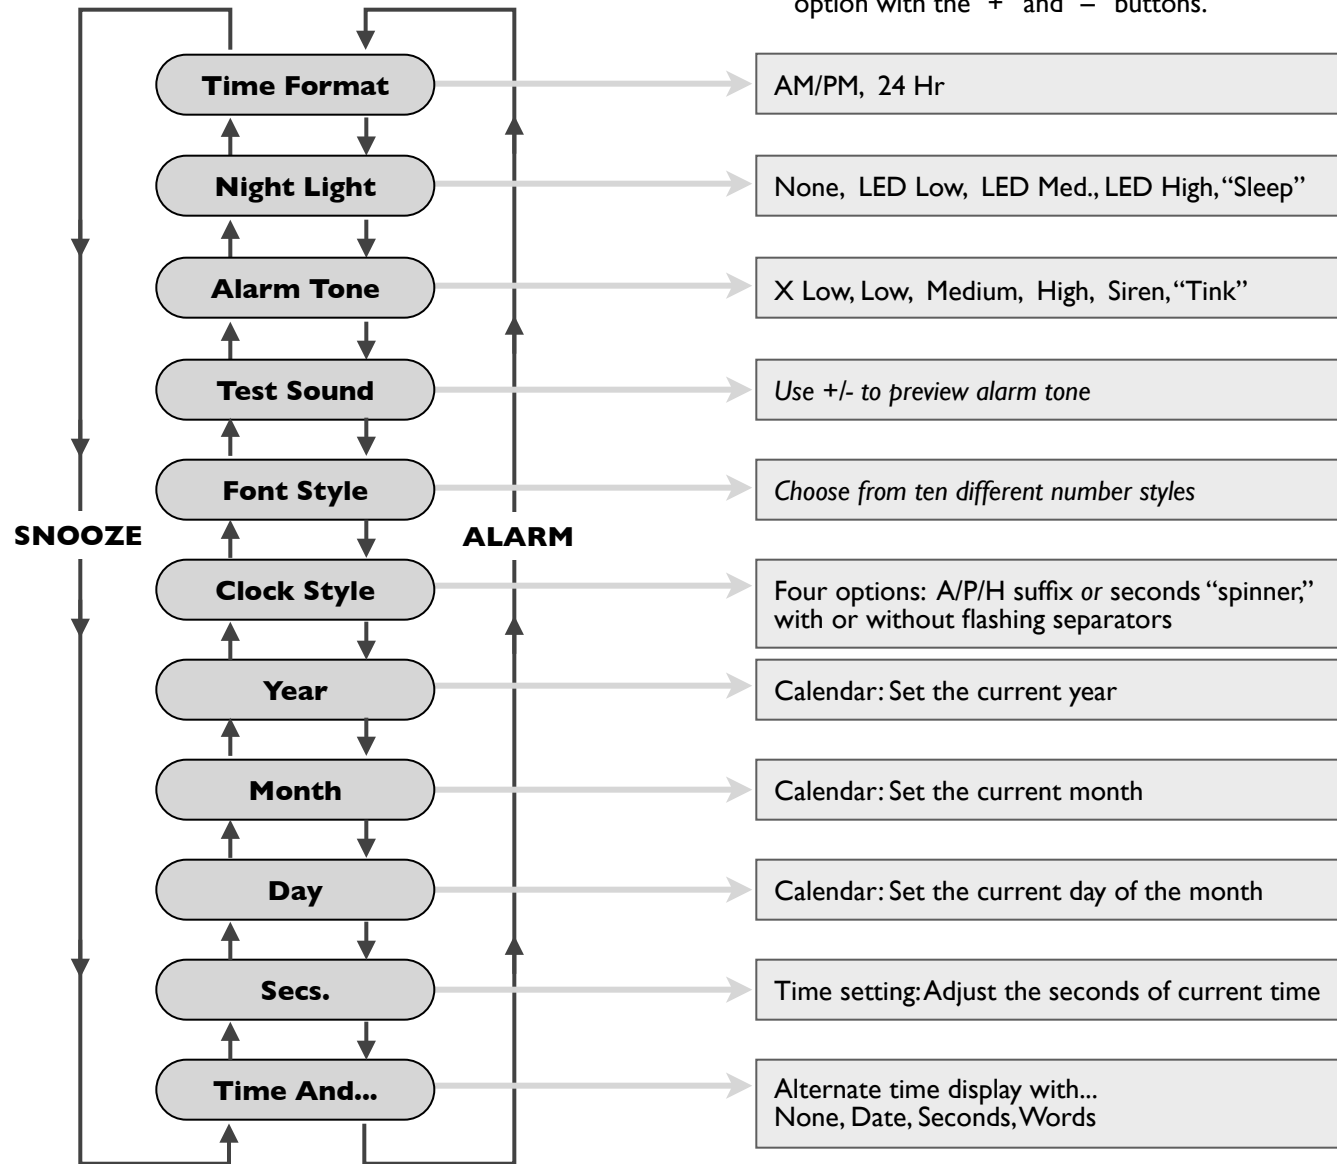 option with the “+” and “–” buttons.
Time Format
AM/PM, 24 Hr
Night Light
None, LED Low, LED Med., LED High, “Sleep”
Alarm Tone
X Low, Low, Medium, High, Siren, “Tink”
Test Sound
Use +/- to preview alarm tone
Font Style
Choose from ten different number styles
SNOOZE
ALARM
Clock Style
Four options: A/P/H suffix or seconds “spinner,”
with or without flashing separators
Year
Calendar: Set the current year
Month
Calendar: Set the current month
Day
Calendar: Set the current day of the month
Secs.
Time setting: Adjust the seconds of current time
Time And...
Alternate time display with...
None, Date, Seconds, Words